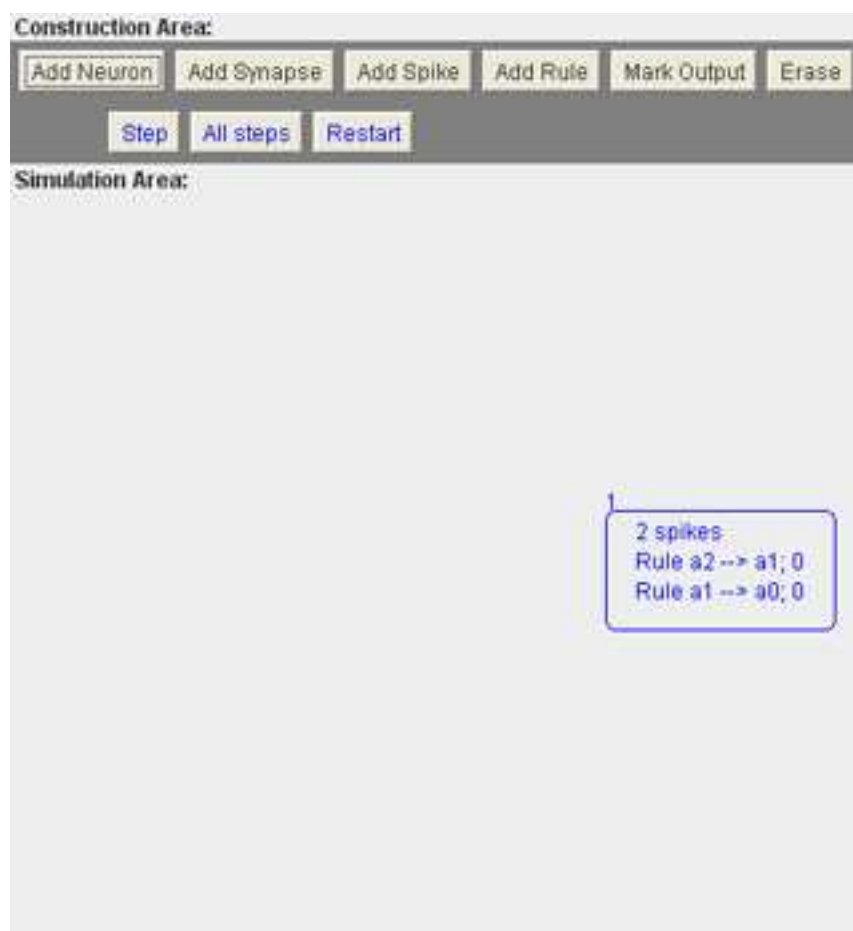 Construction Area:
Add Neuron Add Synapse Add Spike Add Rule Mark Output Erase
Step All steps Restart
Simulation Area:
1
2 spikes
Rule a2 --> a1; 0
Rule a1 --> a0; 0